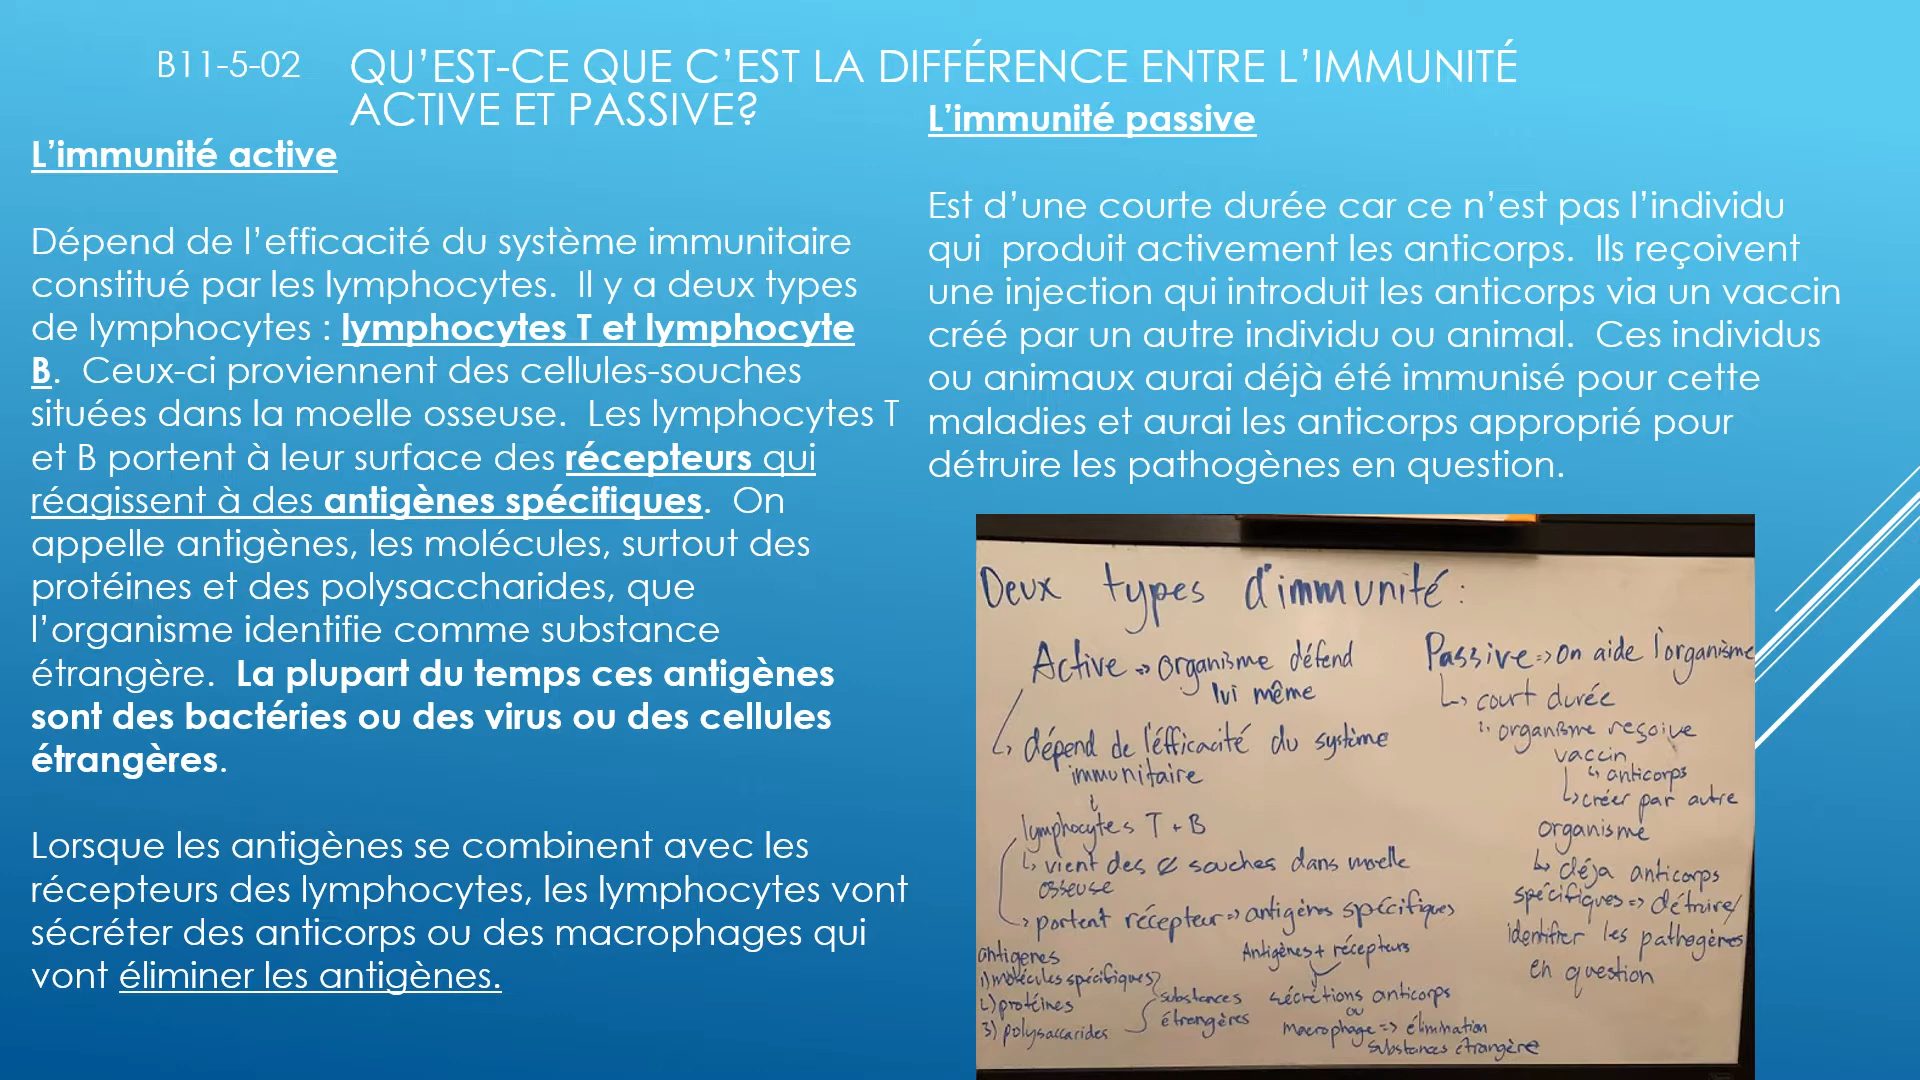 B11-5-02
QU’EST-CE QUE C’EST LA DIFFÉRENCE ENTRE L’IMMUNITÉ
ACTIVE ET PASSIVE?
L’immunité active
Dépend de l’efficacité du système immunitaire
constitué par les lymphocytes.  Il y a deux types
de lymphocytes : lymphocytes T et lymphocyte
B.  Ceux-ci proviennent des cellules-souches
situées dans la moelle osseuse.  Les lymphocytes T
et B portent à leur surface des récepteurs qui
réagissent à des antigènes spécifiques.  On
appelle antigènes, les molécules, surtout des
protéines et des polysaccharides, que
l’organisme identifie comme substance
étrangère.  La plupart du temps ces antigènes
sont des bactéries ou des virus ou des cellules
étrangères.
Lorsque les antigènes se combinent avec les
récepteurs des lymphocytes, les lymphocytes vont
sécréter des anticorps ou des macrophages qui
vont éliminer les antigènes.
L’immunité passive
Est d’une courte durée car ce n’est pas l’individu
qui  produit activement les anticorps.  Ils reçoivent
une injection qui introduit les anticorps via un vaccin
créé par un autre individu ou animal.  Ces individus
ou animaux aurai déjà été immunisé pour cette
maladies et aurai les anticorps approprié pour
détruire les pathogènes en question.
Deux types d'immunité :
Active => organisme défend
lui même
↳ dépend de l'éfficacité du système
immunitaire
↓
lymphocytes T + B
↳ vient des souches dans moelle
osseuse
↳ portent récepteur => antigènes spécifiques
antigenes
1) molécules spécifiques
2) protéines
3) polysaccarides
substances
étrangères
Antigènes + récepteurs
sécrétions anticorps
ou
macrophage => élimination
substances étrangère
Passive => on aide l'organisme
↳ court durée
↳ organisme reçoive
vaccin
↳ anticorps
↳ créer par autre
organisme
↳ déja anticorps
spécifiques => détruire/
identifier les pathogènes
en question